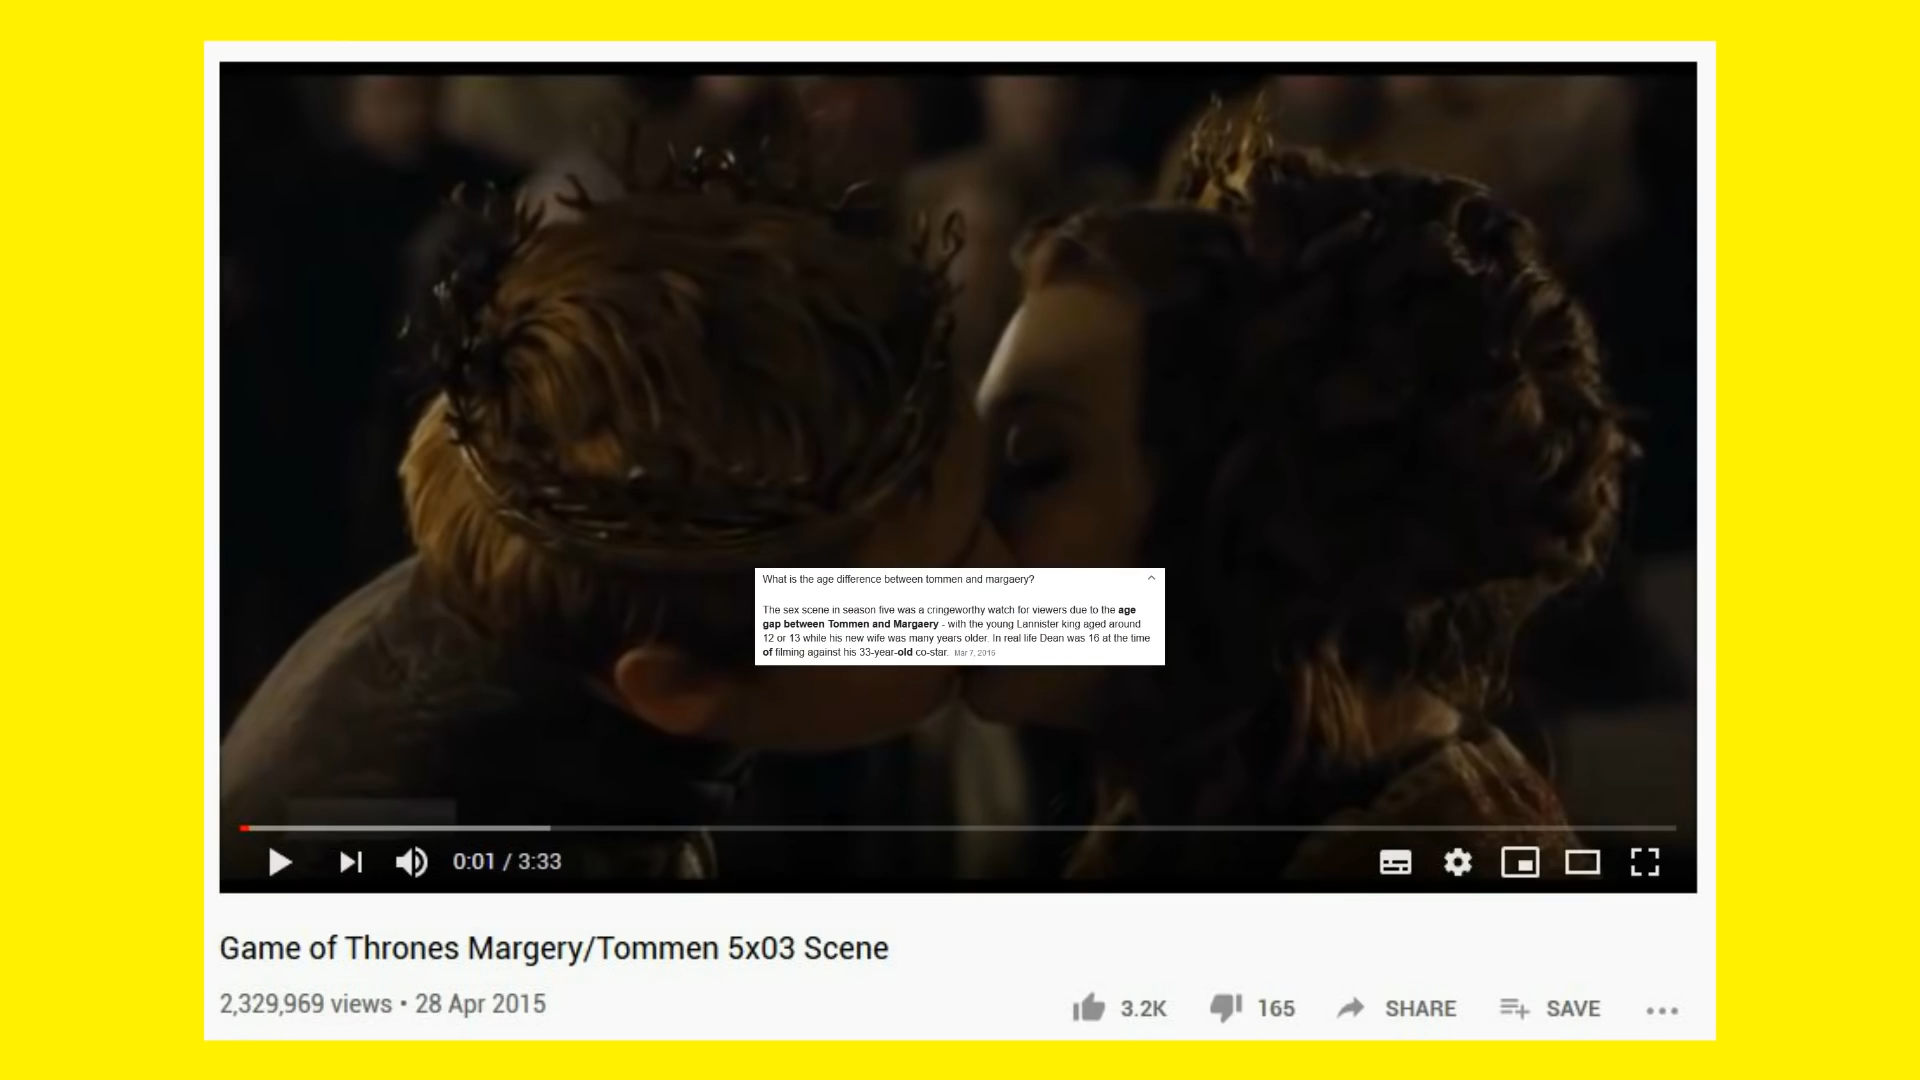 What is the age difference between tommen and margaery?
The sex scene in season five was a cringeworthy watch for viewers due to the age
gap between Tommen and Margaery - with the young Lannister king aged around
12 or 13 while his new wife was many years older. In real life Dean was 16 at the time
of filming against his 33-year-old co-star. Mar 7, 2016
0:01 / 3:33
Game of Thrones Margery/Tommen 5x03 Scene
2,329,969 views • 28 Apr 2015
3.2K 165 SHARE SAVE